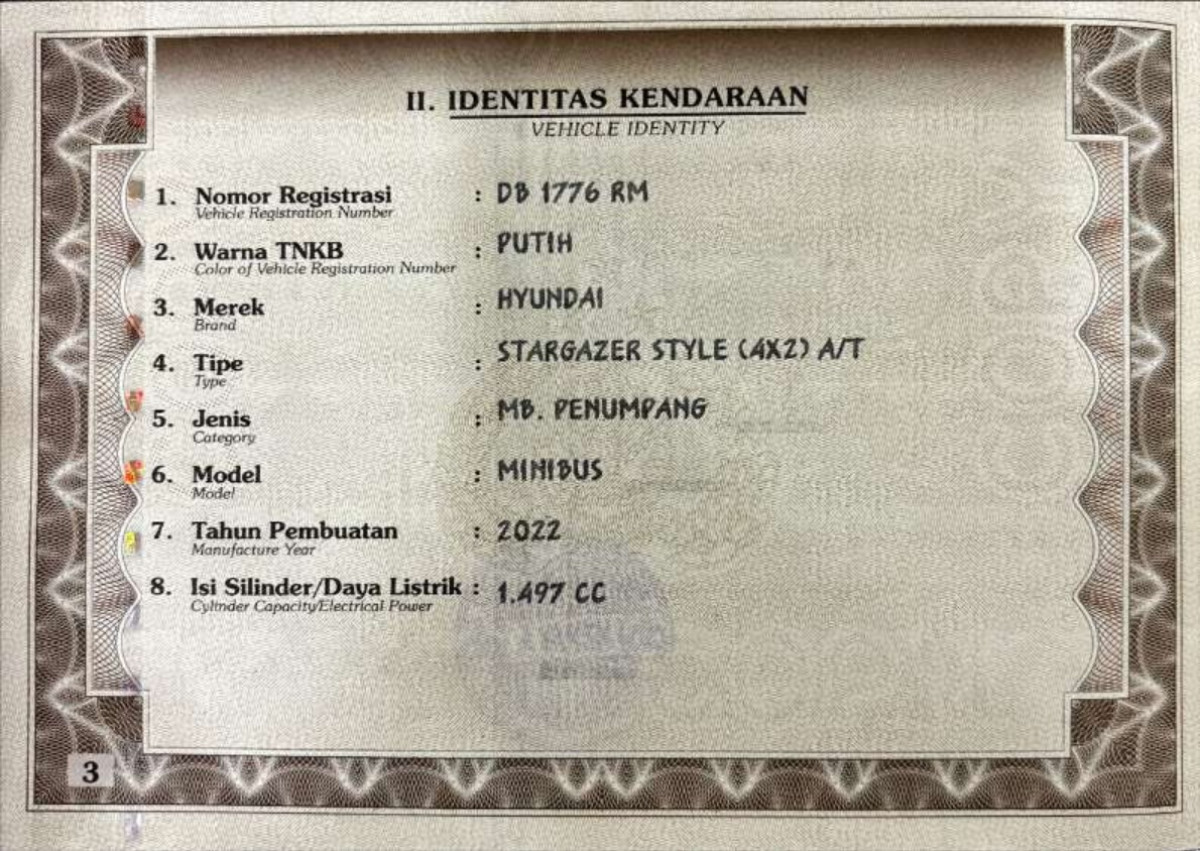 II. IDENTITAS KENDARAAN
VEHICLE IDENTITY
1. Nomor Registrasi : DB 1776 RM
Vehicle Registration Number
2. Warna TNKB : PUTIH
Color of Vehicle Registration Number
3. Merek : HYUNDAI
Brand
4. Tipe : STARGAZER STYLE (4X2) A/T
Type
5. Jenis : MB. PENUMPANG
Category
6. Model : MINIBUS
Model
7. Tahun Pembuatan : 2022
Manufacture Year
8. Isi Silinder/Daya Listrik : 1.497 CC
Cylinder Capacity/Electrical Power
3